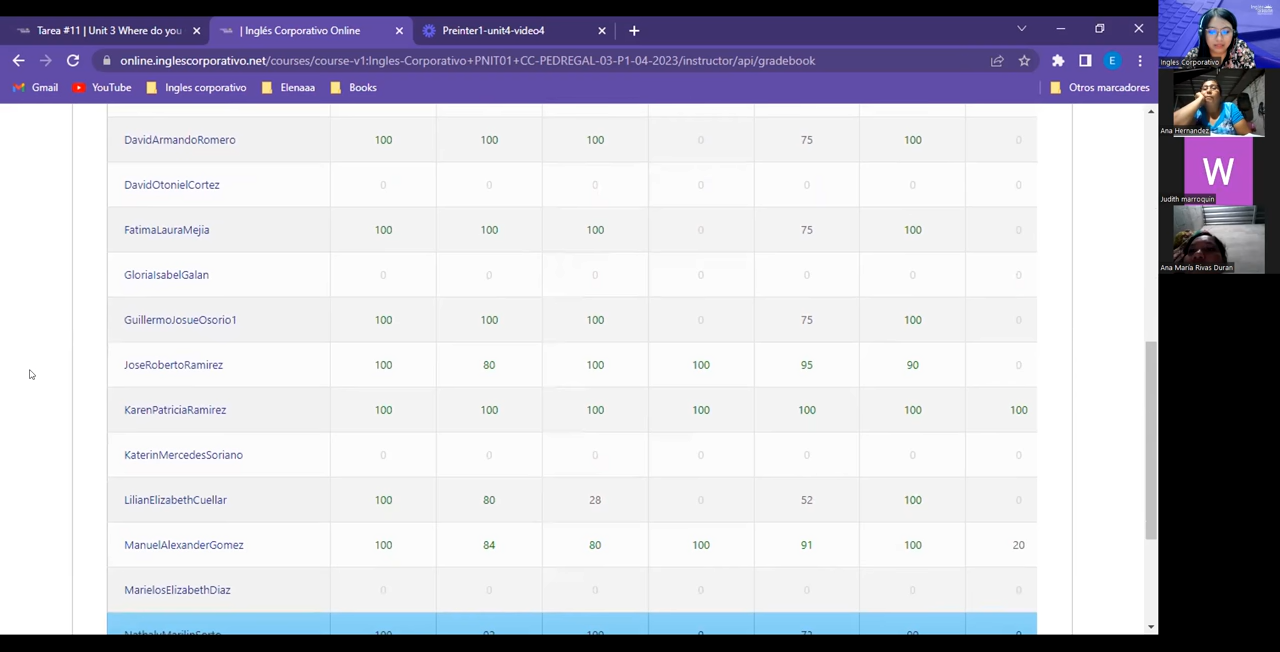 Tarea #11 | Unit 3 Where do you
| Inglés Corporativo Online
Preinter1-unit4-video4
online.inglescorporativo.net/courses/course-v1:Ingles-Corporativo+PNIT01+CC-PEDREGAL-03-P1-04-2023/instructor/api/gradebook
E
Gmail
YouTube
Ingles corporativo
Elenaaa
Books
Otros marcadores
DavidArmandoRomero 100 100 100 0 75 100 0
DavidOtonielCortez 0 0 0 0 0 0 0
FatimaLauraMejia 100 100 100 0 75 100 0
GloriaIsabelGalan 0 0 0 0 0 0 0
GuillermoJosueOsorio1 100 100 100 0 75 100 0
JoseRobertoRamirez 100 80 100 100 95 90 0
KarenPatriciaRamirez 100 100 100 100 100 100 100
KaterinMercedesSoriano 0 0 0 0 0 0 0
LilianElizabethCuellar 100 80 28 0 52 100 0
ManuelAlexanderGomez 100 84 80 100 91 100 20
MarielosElizabethDiaz 0 0 0 0 0 0 0
Ingles Corporativo
Ana Hernandez
W
Judith marroquin
Ana María Rivas Duran